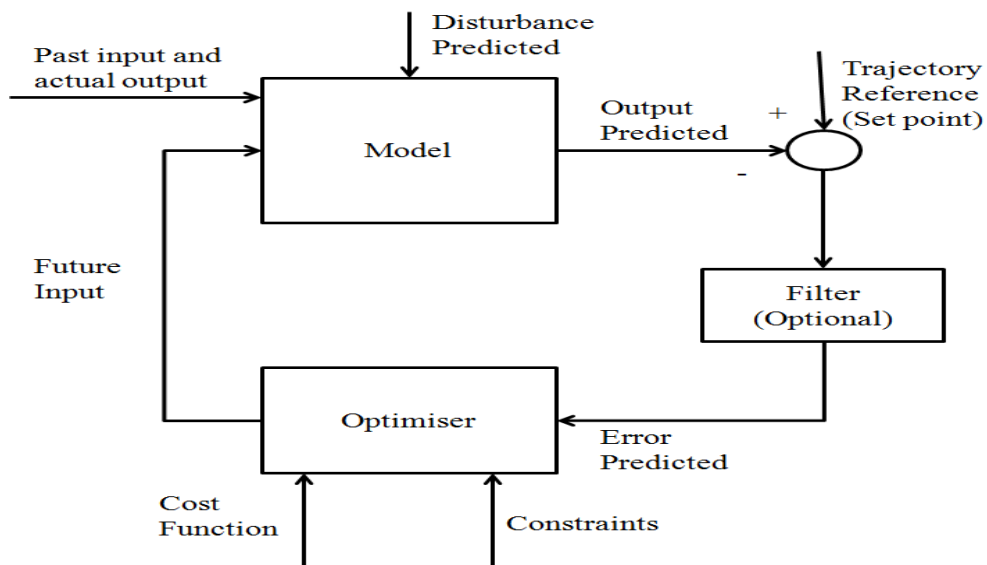 Disturbance
Predicted
Past input and
actual output
Trajectory
Reference
(Set point)
Output
Predicted
+
-
Model
Future
Input
Filter
(Optional)
Optimiser
Error
Predicted
Cost
Function
Constraints